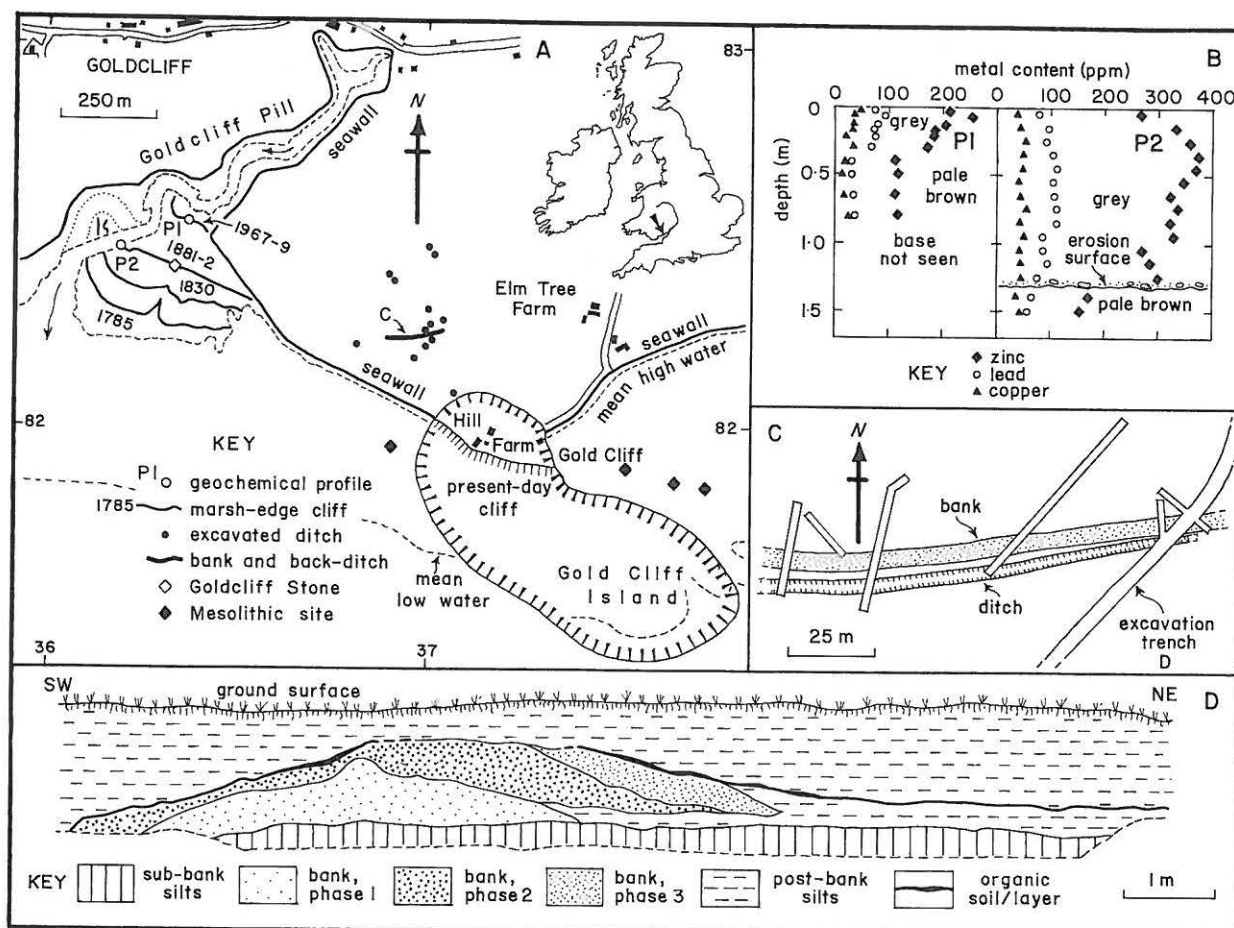 A
83
GOLDCLIFF
250 m
Goldcliff Pill
seawall
N
P1
1967-9
1881-2
P2
1830
1785
C
Elm Tree
Farm
seawall
mean high water
seawall
82
82
Hill
Farm
Gold Cliff
present-day
cliff
mean
low water
Gold Cliff
Island
36
37
KEY
P1 geochemical profile
1785 marsh-edge cliff
excavated ditch
bank and back-ditch
Goldcliff Stone
Mesolithic site
B
metal content (ppm)
0 100 200 0 100 200 300 400
depth (m)
0
0·5
1·0
1·5
grey
P1
pale
brown
base
not seen
P2
grey
erosion
surface
pale brown
KEY
zinc
lead
copper
C
N
bank
ditch
25 m
excavation
trench
D
SW
ground surface
NE
D
KEY
sub-bank
silts
bank,
phase 1
bank,
phase 2
bank,
phase 3
post-bank
silts
organic
soil/layer
1 m